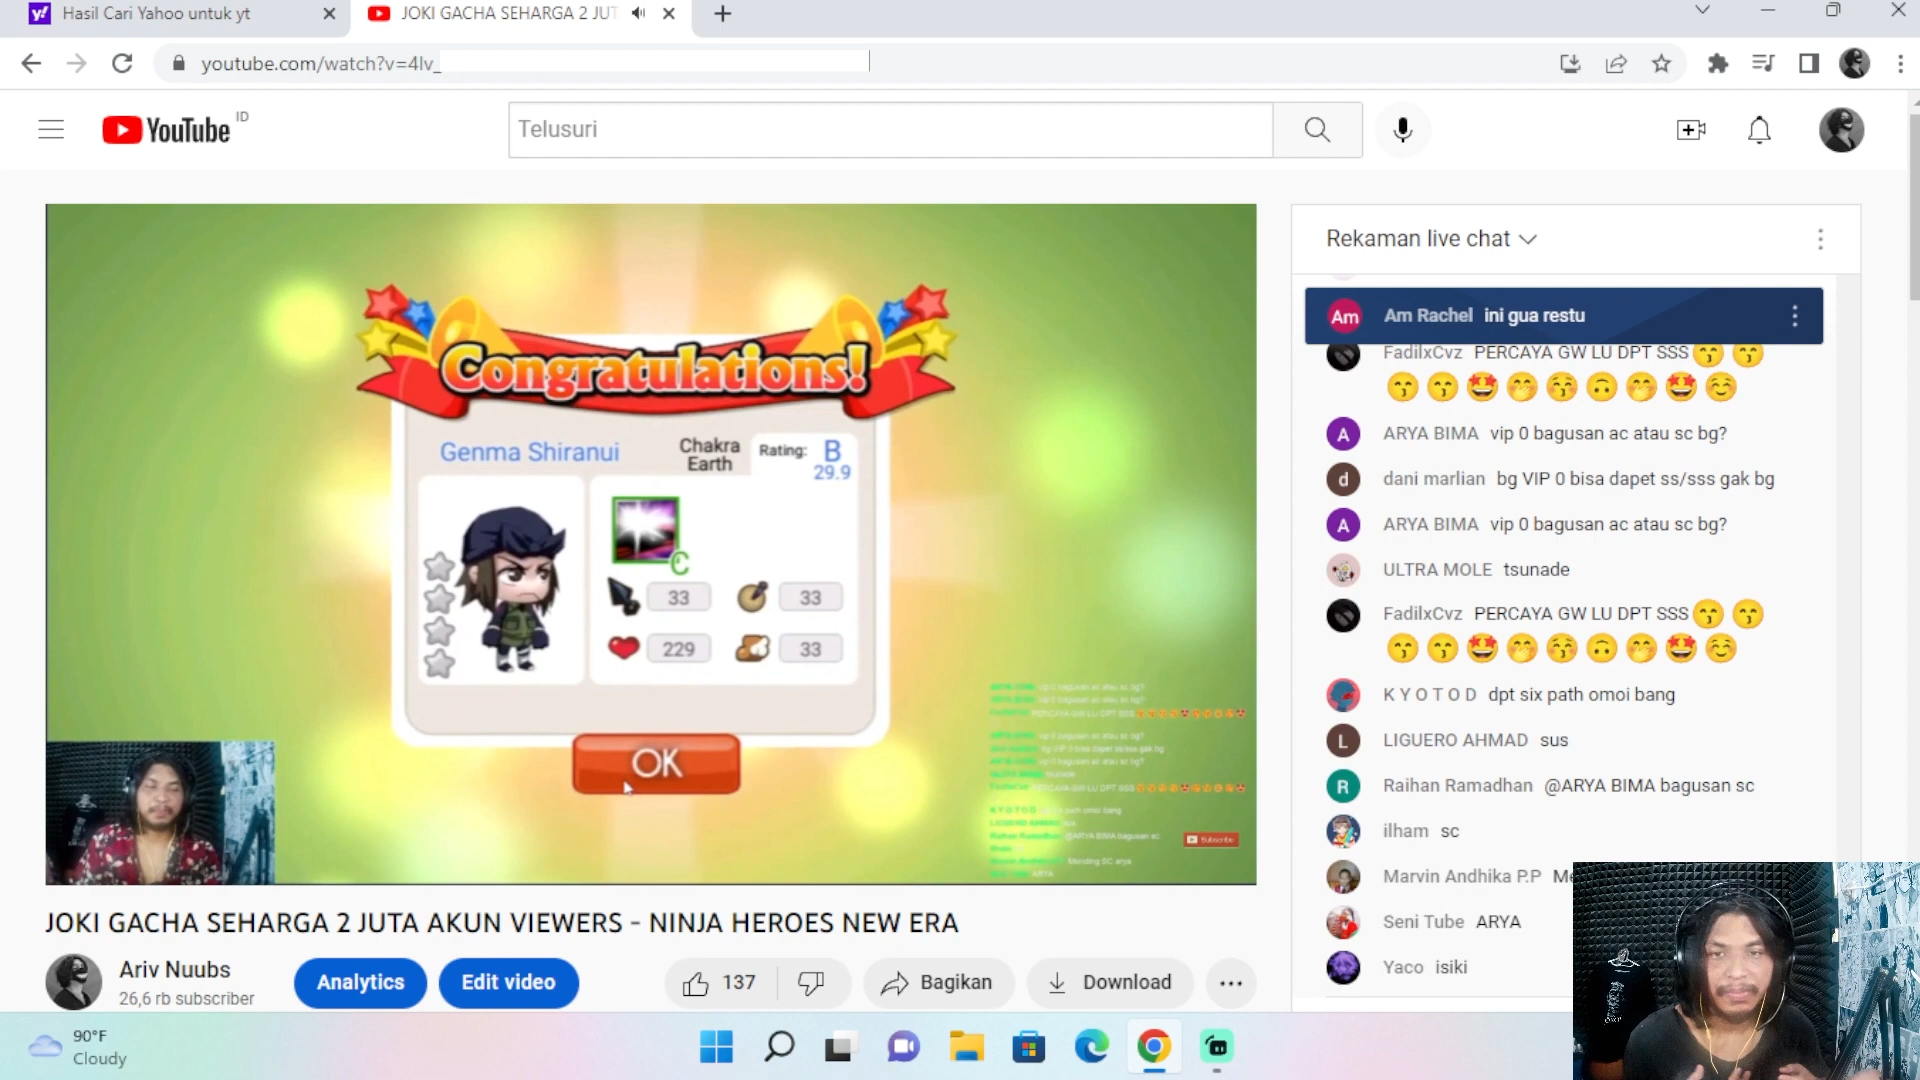 Hasil Cari Yahoo untuk yt
JOKI GACHA SEHARGA 2 JUT
youtube.com/watch?v=4lv_
YouTube ID
Telusuri
Congratulations!
Genma Shiranui
Chakra
Earth
Rating: B
29.9
C
33
33
229
33
OK
Subscribe
Rekaman live chat
Am
Am Rachel ini gua restu
FadilxCvz PERCAYA GW LU DPT SSS
A ARYA BIMA vip 0 bagusan ac atau sc bg?
d dani marlian bg VIP 0 bisa dapet ss/sss gak bg
A ARYA BIMA vip 0 bagusan ac atau sc bg?
ULTRA MOLE tsunade
FadilxCvz PERCAYA GW LU DPT SSS
K Y O T O D dpt six path omoi bang
L LIGUERO AHMAD sus
R Raihan Ramadhan @ARYA BIMA bagusan sc
ilham sc
Marvin Andhika P.P Me
Seni Tube ARYA
Yaco isiki
JOKI GACHA SEHARGA 2 JUTA AKUN VIEWERS - NINJA HEROES NEW ERA
Ariv Nuubs
26,6 rb subscriber
Analytics
Edit video
137
Bagikan
Download
90°F
Cloudy